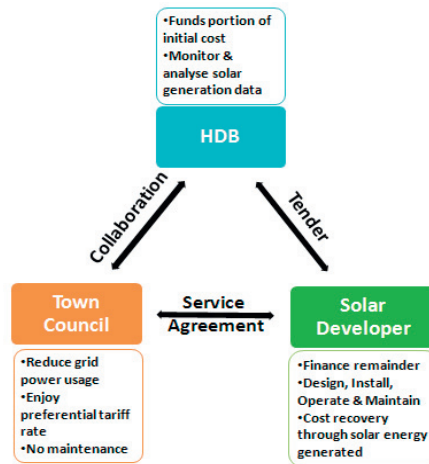 •Funds portion of
initial cost
•Monitor &
analyse solar
generation data
HDB
Collaboration
Tender
Town
Council
Service
Agreement
Solar
Developer
•Reduce grid
power usage
•Enjoy
preferential tariff
rate
•No maintenance
•Finance remainder
•Design, Install,
Operate & Maintain
•Cost recovery
through solar energy
generated